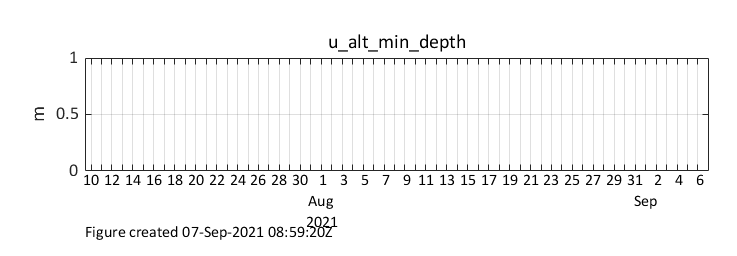 u_alt_min_depth
1
0.5
0
m
10 12 14 16 18 20 22 24 26 28 30 1 3 5 7 9 11 13 15 17 19 21 23 25 27 29 31 2 4 6
Aug Sep
2021
Figure created 07-Sep-2021 08:59:20Z